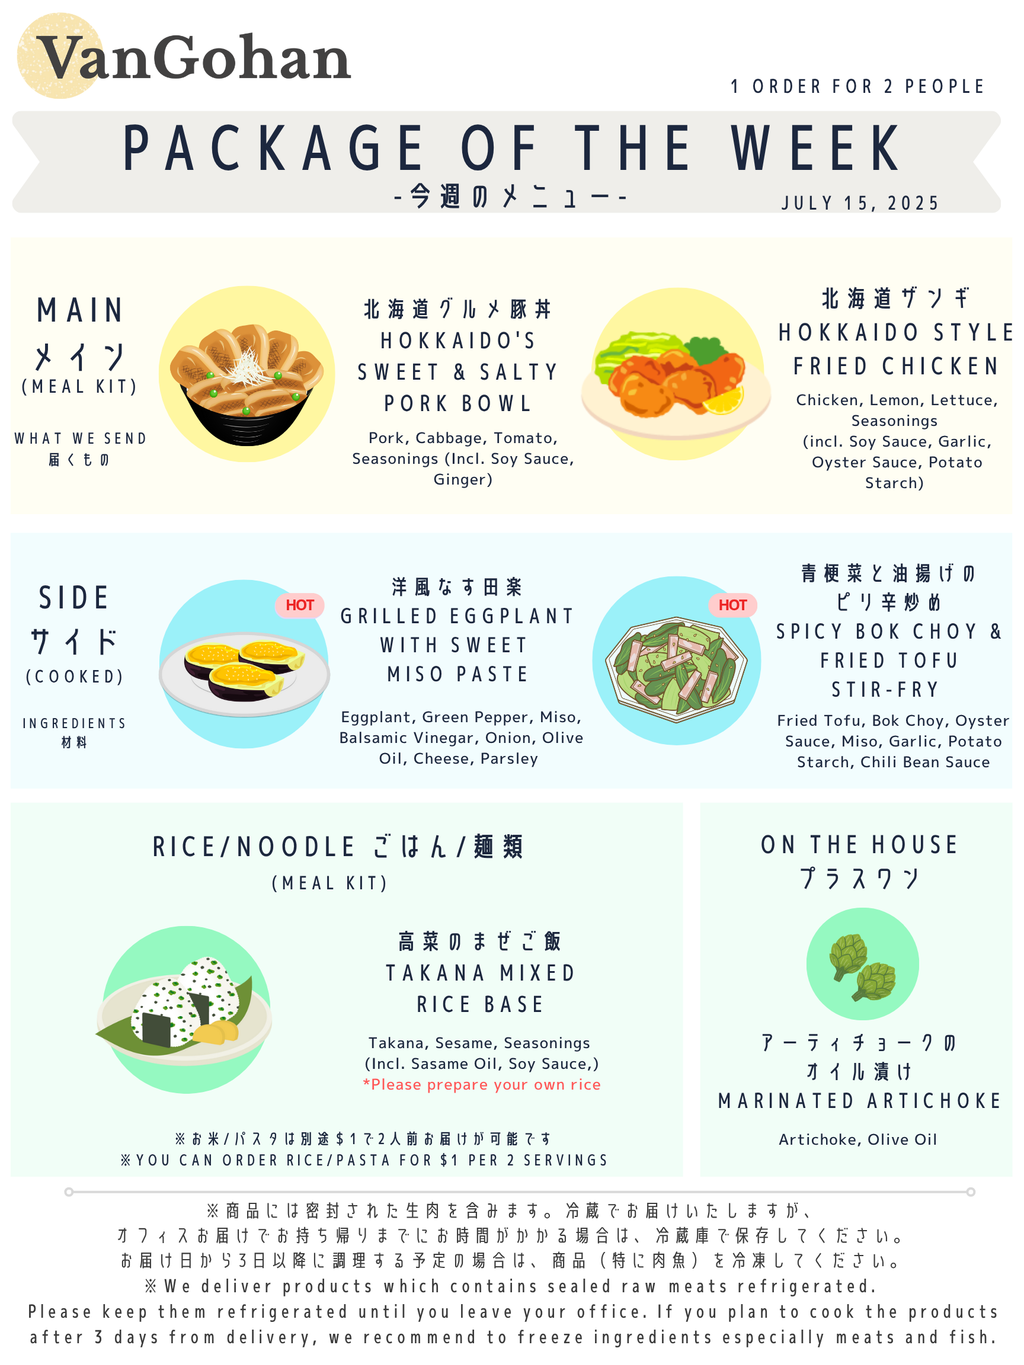 VanGohan
1 ORDER FOR 2 PEOPLE
PACKAGE OF THE WEEK
-今週のメニュー-
JULY 15, 2025
MAIN
メイン
(MEAL KIT)
WHAT WE SEND
届くもの
北海道グルメ豚丼
HOKKAIDO'S
SWEET & SALTY
PORK BOWL
Pork, Cabbage, Tomato,
Seasonings (Incl. Soy Sauce,
Ginger)
北海道ザンギ
HOKKAIDO STYLE
FRIED CHICKEN
Chicken, Lemon, Lettuce,
Seasonings
(incl. Soy Sauce, Garlic,
Oyster Sauce, Potato
Starch)
SIDE
サイド
(COOKED)
INGREDIENTS
材料
HOT
洋風なす田楽
GRILLED EGGPLANT
WITH SWEET
MISO PASTE
Eggplant, Green Pepper, Miso,
Balsamic Vinegar, Onion, Olive
Oil, Cheese, Parsley
HOT
青梗菜と油揚げの
ピリ辛炒め
SPICY BOK CHOY &
FRIED TOFU
STIR-FRY
Fried Tofu, Bok Choy, Oyster
Sauce, Miso, Garlic, Potato
Starch, Chili Bean Sauce
RICE/NOODLE ごはん/麺類
(MEAL KIT)
高菜のまぜご飯
TAKANA MIXED
RICE BASE
Takana, Sesame, Seasonings
(Incl. Sasame Oil, Soy Sauce,)
*Please prepare your own rice
※お米/パスタは別途$1で2人前お届けが可能です
※YOU CAN ORDER RICE/PASTA FOR $1 PER 2 SERVINGS
ON THE HOUSE
プラスワン
アーティチョークの
オイル漬け
MARINATED ARTICHOKE
Artichoke, Olive Oil
※商品には密封された生肉を含みます。冷蔵でお届けいたしますが、
オフィスお届けでお持ち帰りまでにお時間がかかる場合は、冷蔵庫で保存してください。
お届け日から3日以降に調理する予定の場合は、商品（特に肉魚）を冷凍してください。
※We deliver products which contains sealed raw meats refrigerated.
Please keep them refrigerated until you leave your office. If you plan to cook the products
after 3 days from delivery, we recommend to freeze ingredients especially meats and fish.